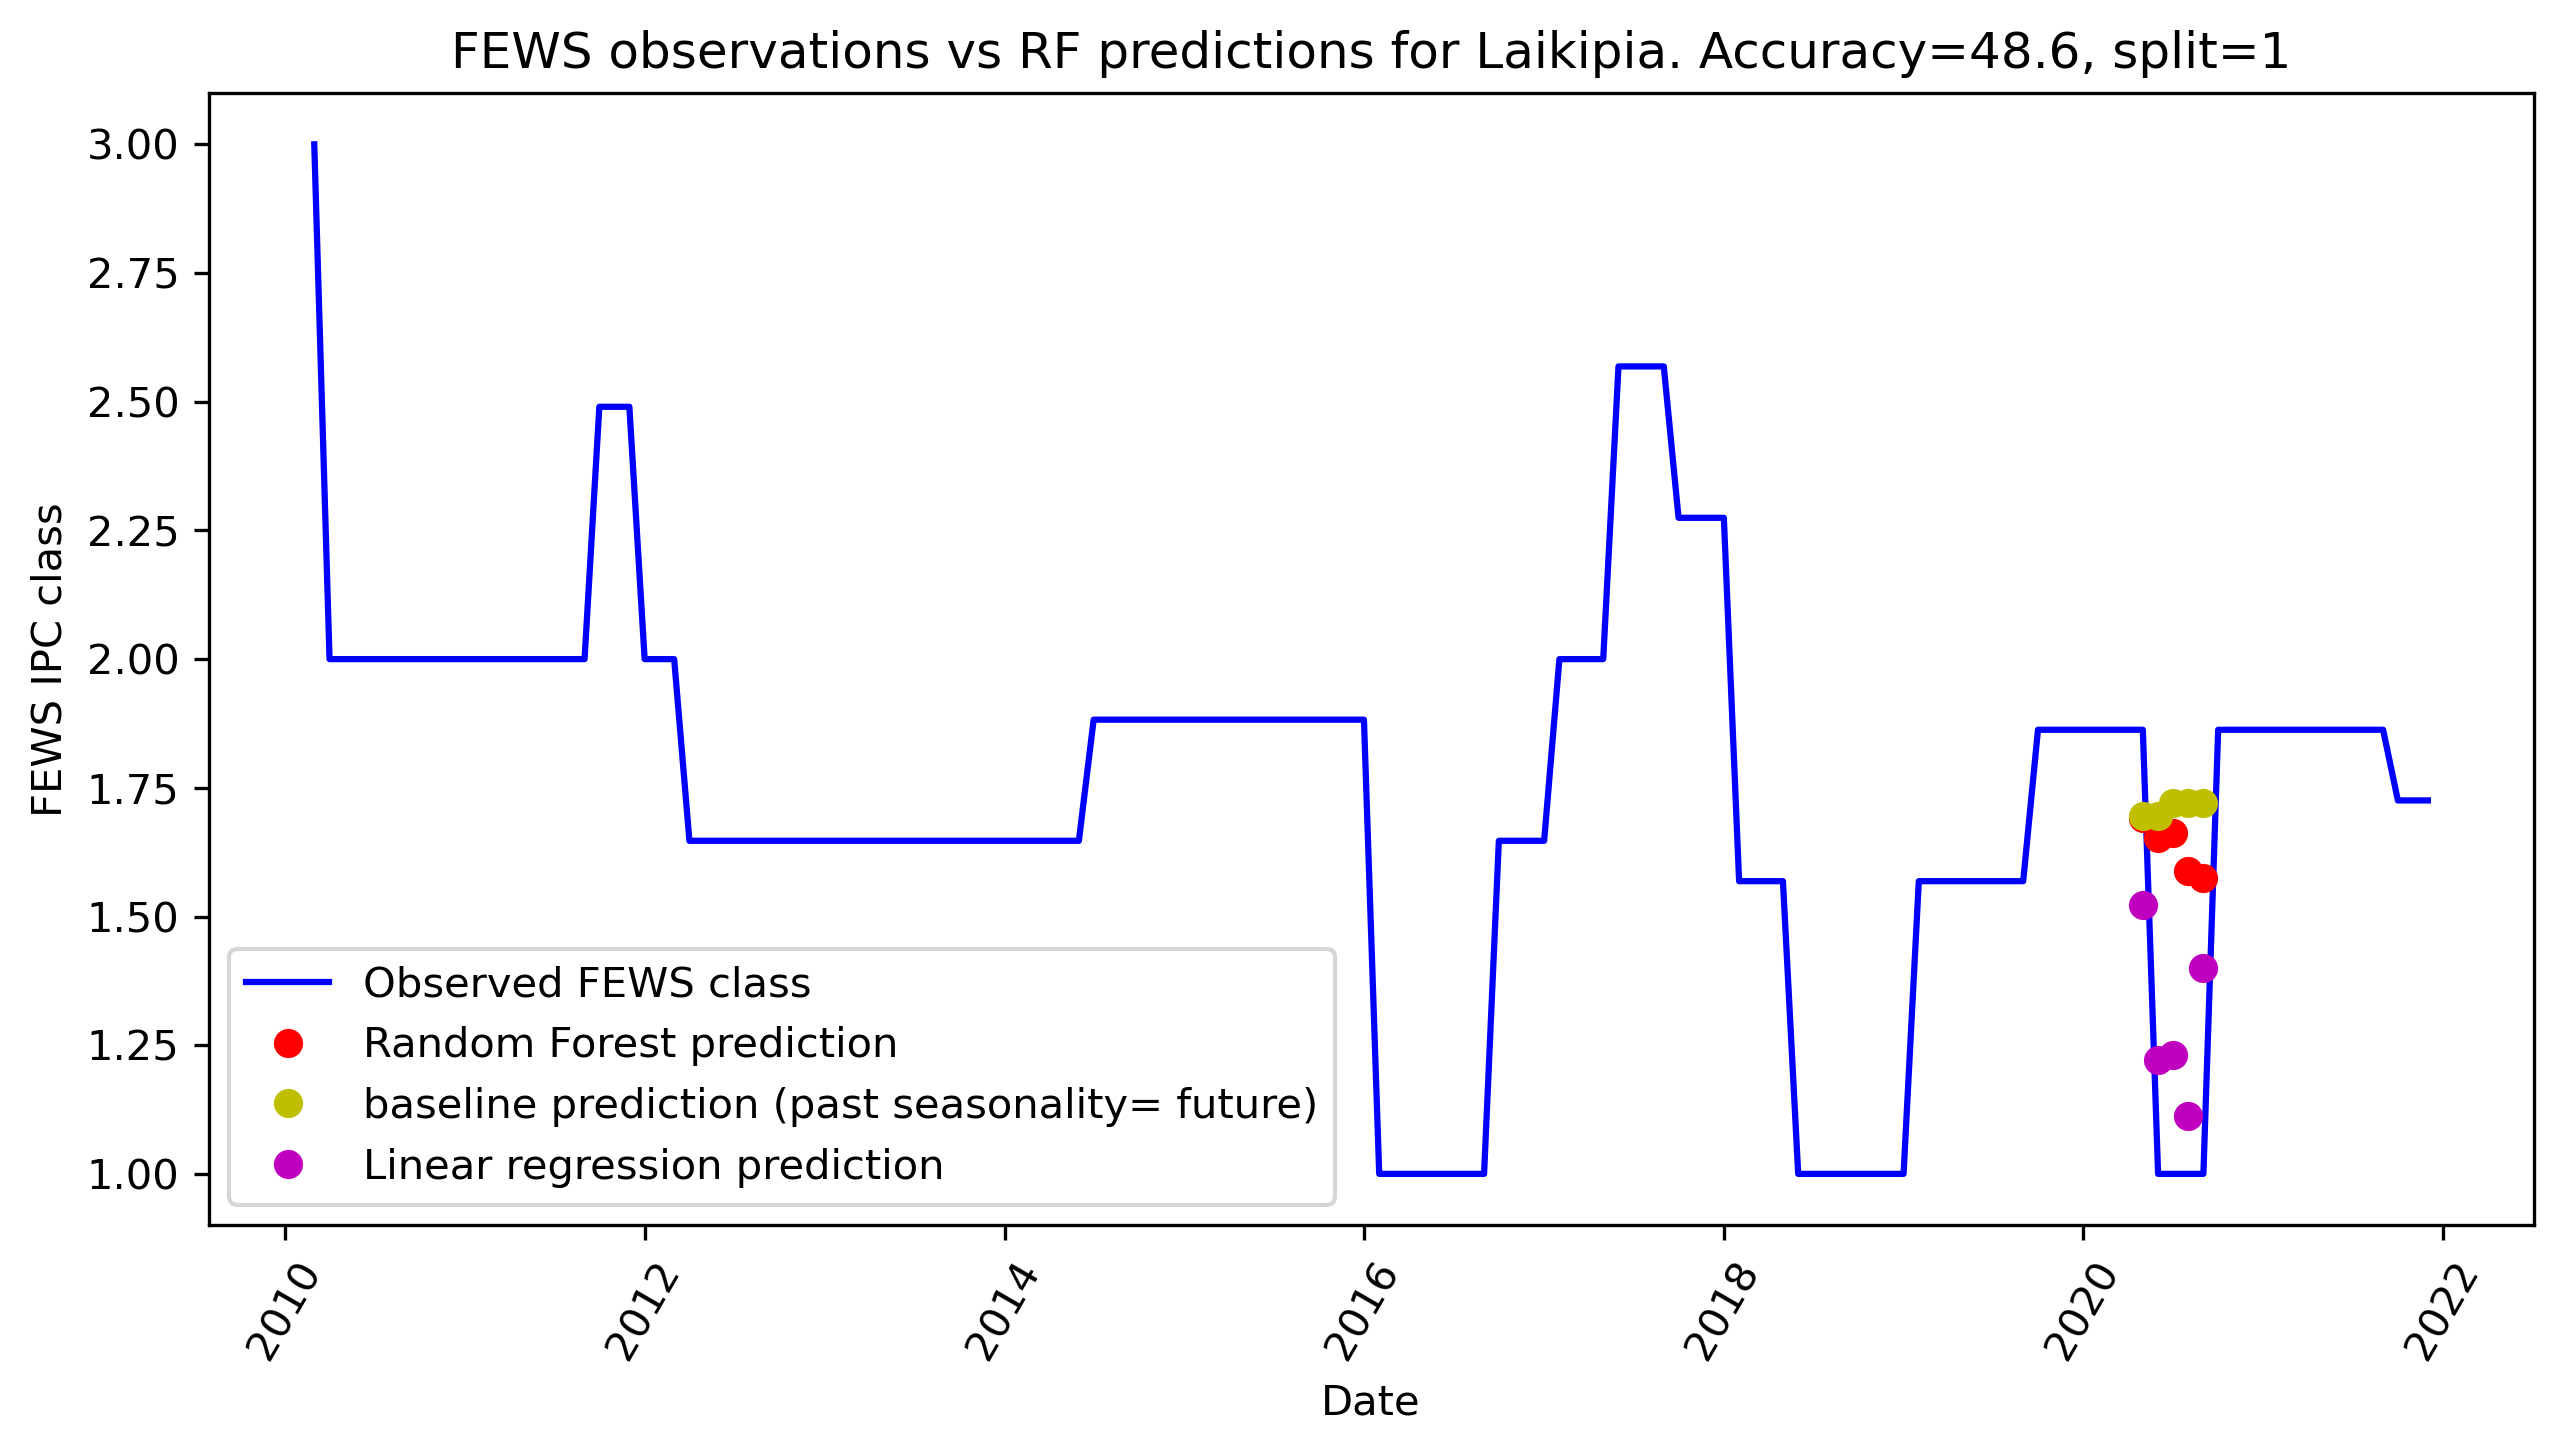 FEWS observations vs RF predictions for Laikipia. Accuracy=48.6, split=1
FEWS IPC class
3.00
2.75
2.50
2.25
2.00
1.75
1.50
1.25
1.00
Observed FEWS class
Random Forest prediction
baseline prediction (past seasonality= future)
Linear regression prediction
2010
2012
2014
2016
2018
2020
2022
Date